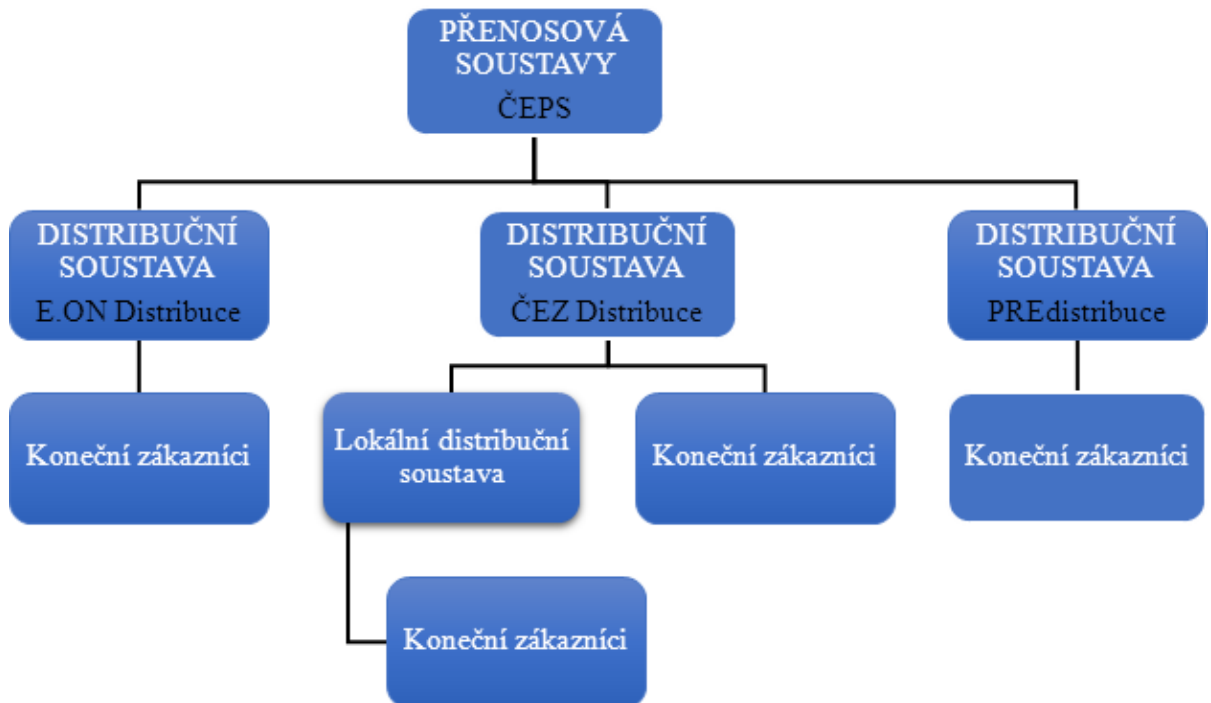 PŘENOSOVÁ
SOUSTAVY
ČEPS
DISTRIBUČNÍ
SOUSTAVA
E.ON Distribuce
DISTRIBUČNÍ
SOUSTAVA
ČEZ Distribuce
DISTRIBUČNÍ
SOUSTAVA
PREdistribuce
Koneční zákazníci
Lokální distribuční
soustava
Koneční zákazníci
Koneční zákazníci
Koneční zákazníci